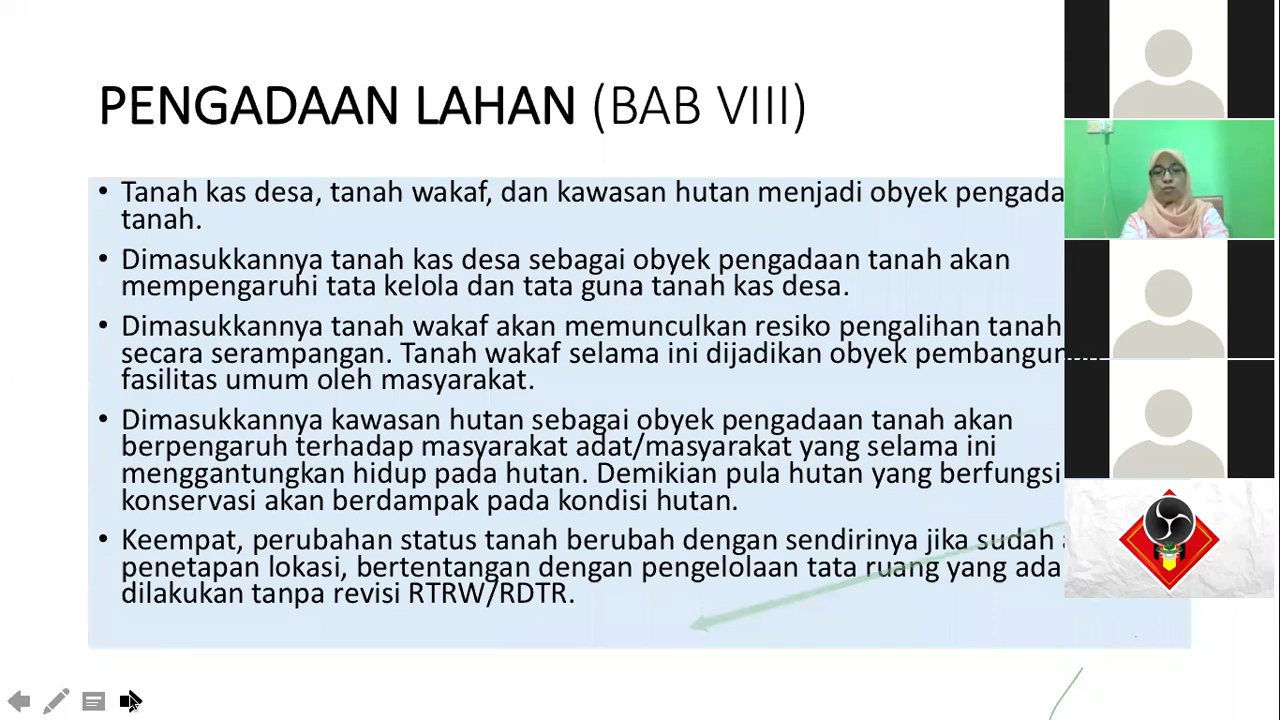 PENGADAAN LAHAN (BAB VIII)
• Tanah kas desa, tanah wakaf, dan kawasan hutan menjadi obyek
tanah.
• Dimasukkannya tanah kas desa sebagai obyek pengadaan tanah akan
mempengaruhi tata kelola dan tata guna tanah kas desa.
• Dimasukkannya tanah wakaf akan memunculkan resiko pengalihan tanah
secara serampangan. Tanah wakaf selama ini dijadikan obyek pembangunan
fasilitas umum oleh masyarakat.
• Dimasukkannya kawasan hutan sebagai obyek pengadaan tanah akan
berpengaruh terhadap masyarakat adat/masyarakat yang selama ini
menggantungkan hidup pada hutan. Demikian pula hutan yang berfungsi
konservasi akan berdampak pada kondisi hutan.
• Keempat, perubahan status tanah berubah dengan sendirinya jika sudah
penetapan lokasi, bertentangan dengan pengelolaan tata ruang yang ada
dilakukan tanpa revisi RTRW/RDTR.